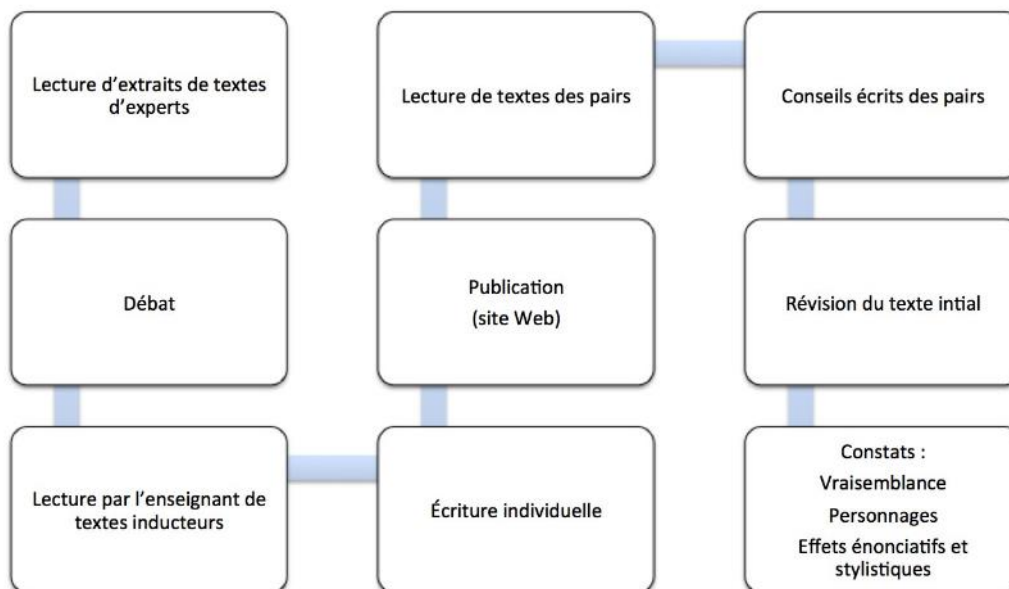 Lecture d'extraits de textes
d'experts
Débat
Lecture par l'enseignant de
textes inducteurs
Écriture individuelle
Publication
(site Web)
Lecture de textes des pairs
Conseils écrits des pairs
Révision du texte intial
Constats :
Vraisemblance
Personnages
Effets énonciatifs et
stylistiques